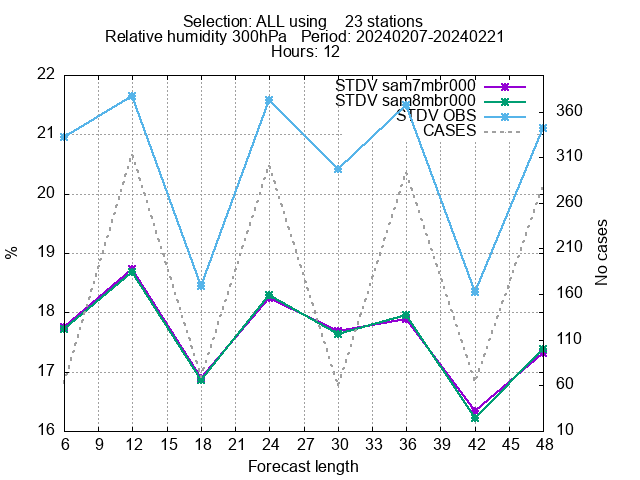 Selection: ALL using    23 stations
Relative humidity 300hPa   Period: 20240207-20240221
Hours: 12
STDV sam7mbr000
STDV sam8mbr000
STDV OBS
CASES
%
22
21
20
19
18
17
16
No cases
360
310
260
210
160
110
60
10
6 9 12 15 18 21 24 27 30 33 36 39 42 45 48
Forecast length